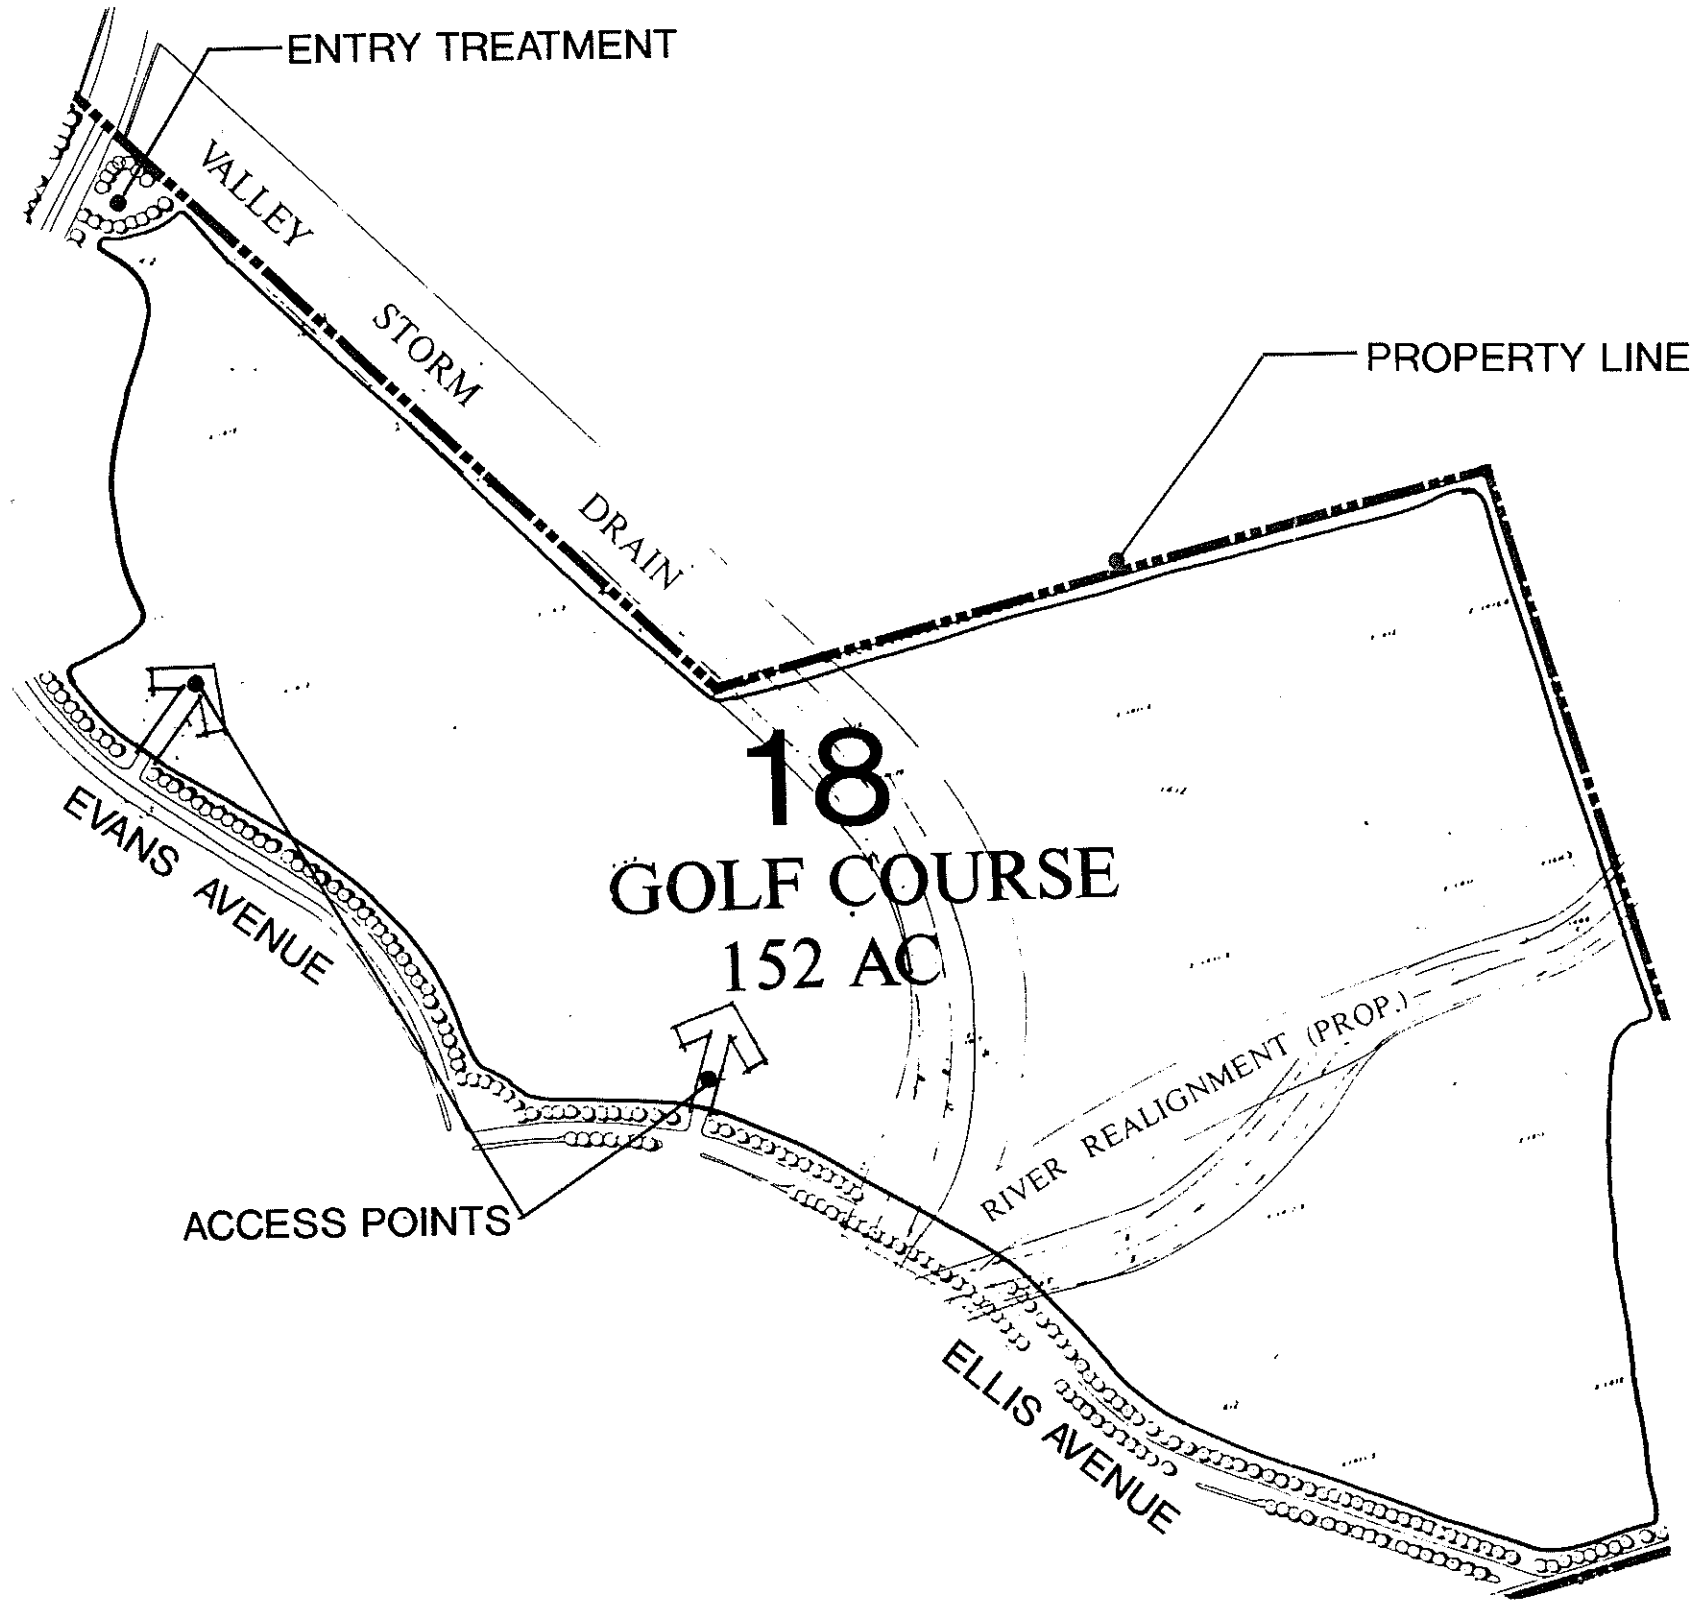 ENTRY TREATMENT
VALLEY STORM DRAIN
PROPERTY LINE
18
GOLF COURSE
152 AC
EVANS AVENUE
RIVER REALIGNMENT (PROP.)
ACCESS POINTS
ELLIS AVENUE